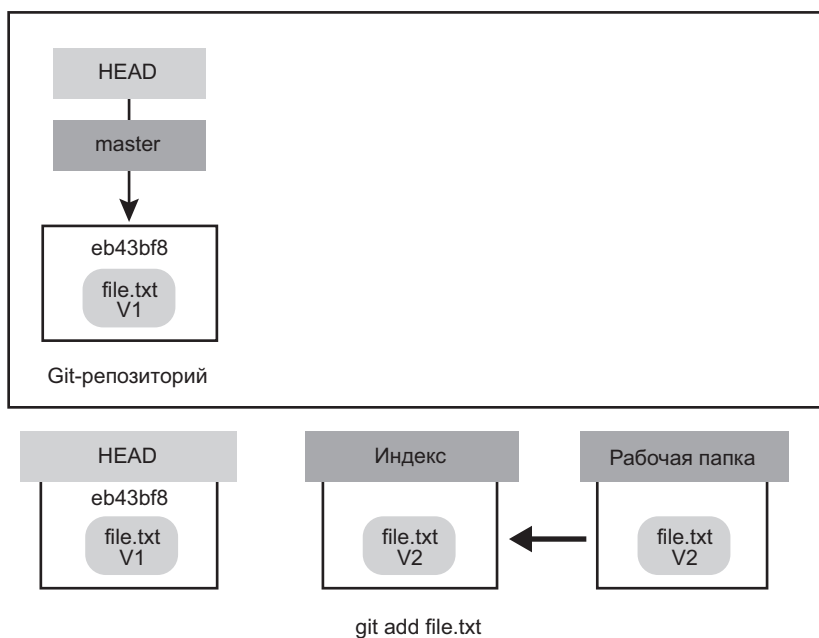 HEAD
master
eb43bf8
file.txt
V1
Git-репозиторий
HEAD
eb43bf8
file.txt
V1
Индекс
file.txt
V2
Рабочая папка
file.txt
V2
git add file.txt